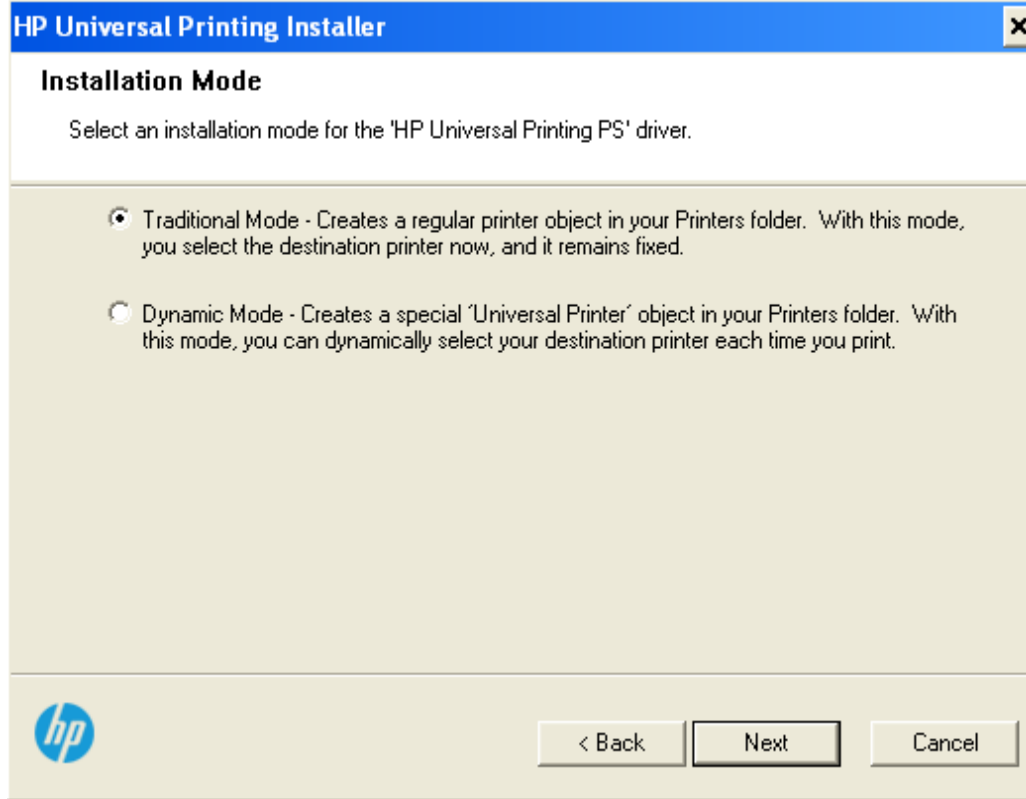 HP Universal Printing Installer
Installation Mode
Select an installation mode for the 'HP Universal Printing PS' driver.
Traditional Mode - Creates a regular printer object in your Printers folder.  With this mode,
you select the destination printer now, and it remains fixed.
Dynamic Mode - Creates a special ´Universal Printer´ object in your Printers folder.  With
this mode, you can dynamically select your destination printer each time you print.
hp
< Back
Next
Cancel